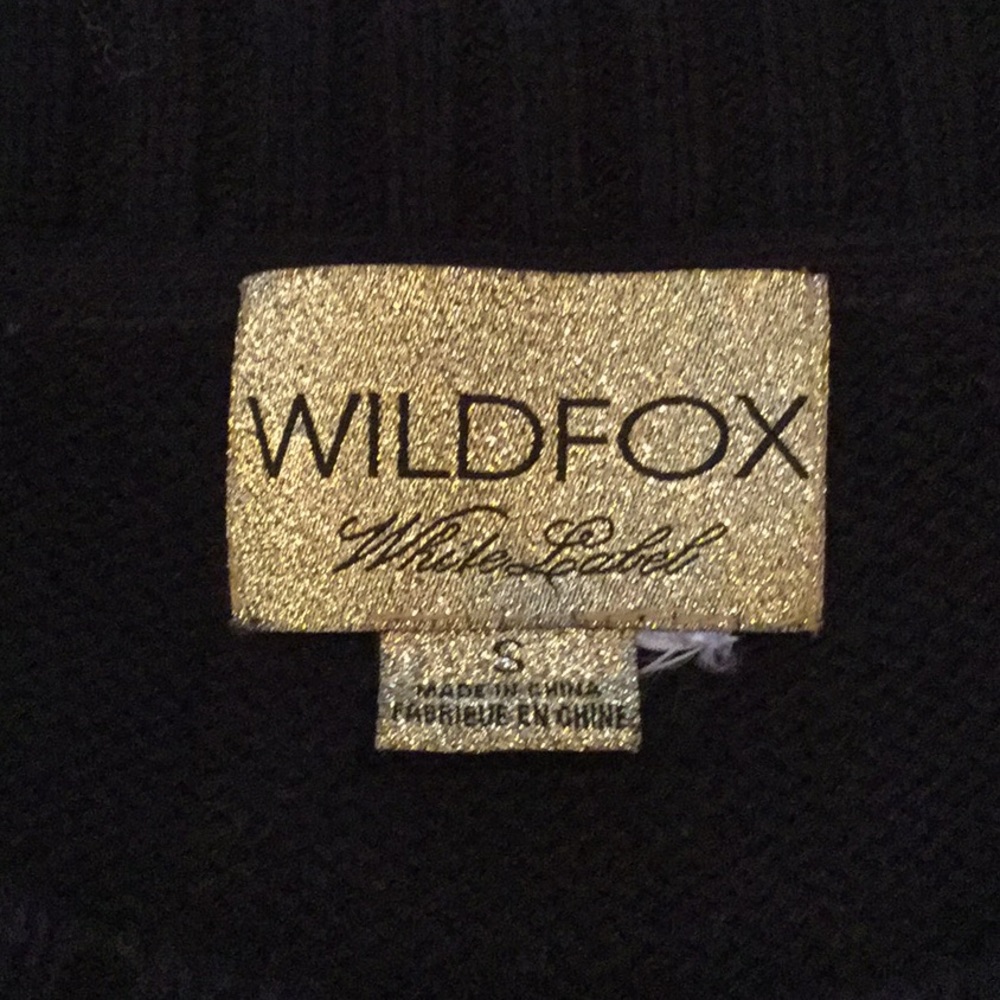 WILDFOX
White Label
S
MADE IN CHINA
FABRIQUE EN CHINE